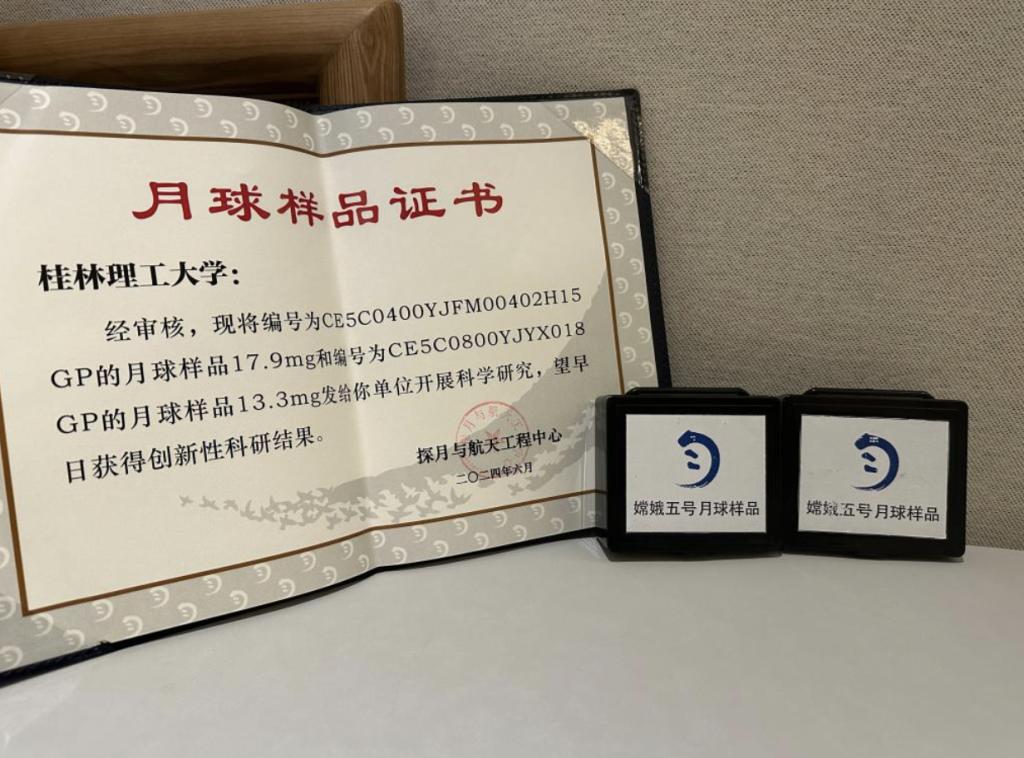 月球样品证书
桂林理工大学：
经审核，现将编号为CE5C0400YJFM00402H15
GP的月球样品17.9mg和编号为CE5C0800YJYX018
GP的月球样品13.3mg发给你单位开展科学研究，望早
日获得创新性科研结果。
探月与航天工程中心
二〇二四年六月
嫦娥五号月球样品
嫦娥五号月球样品